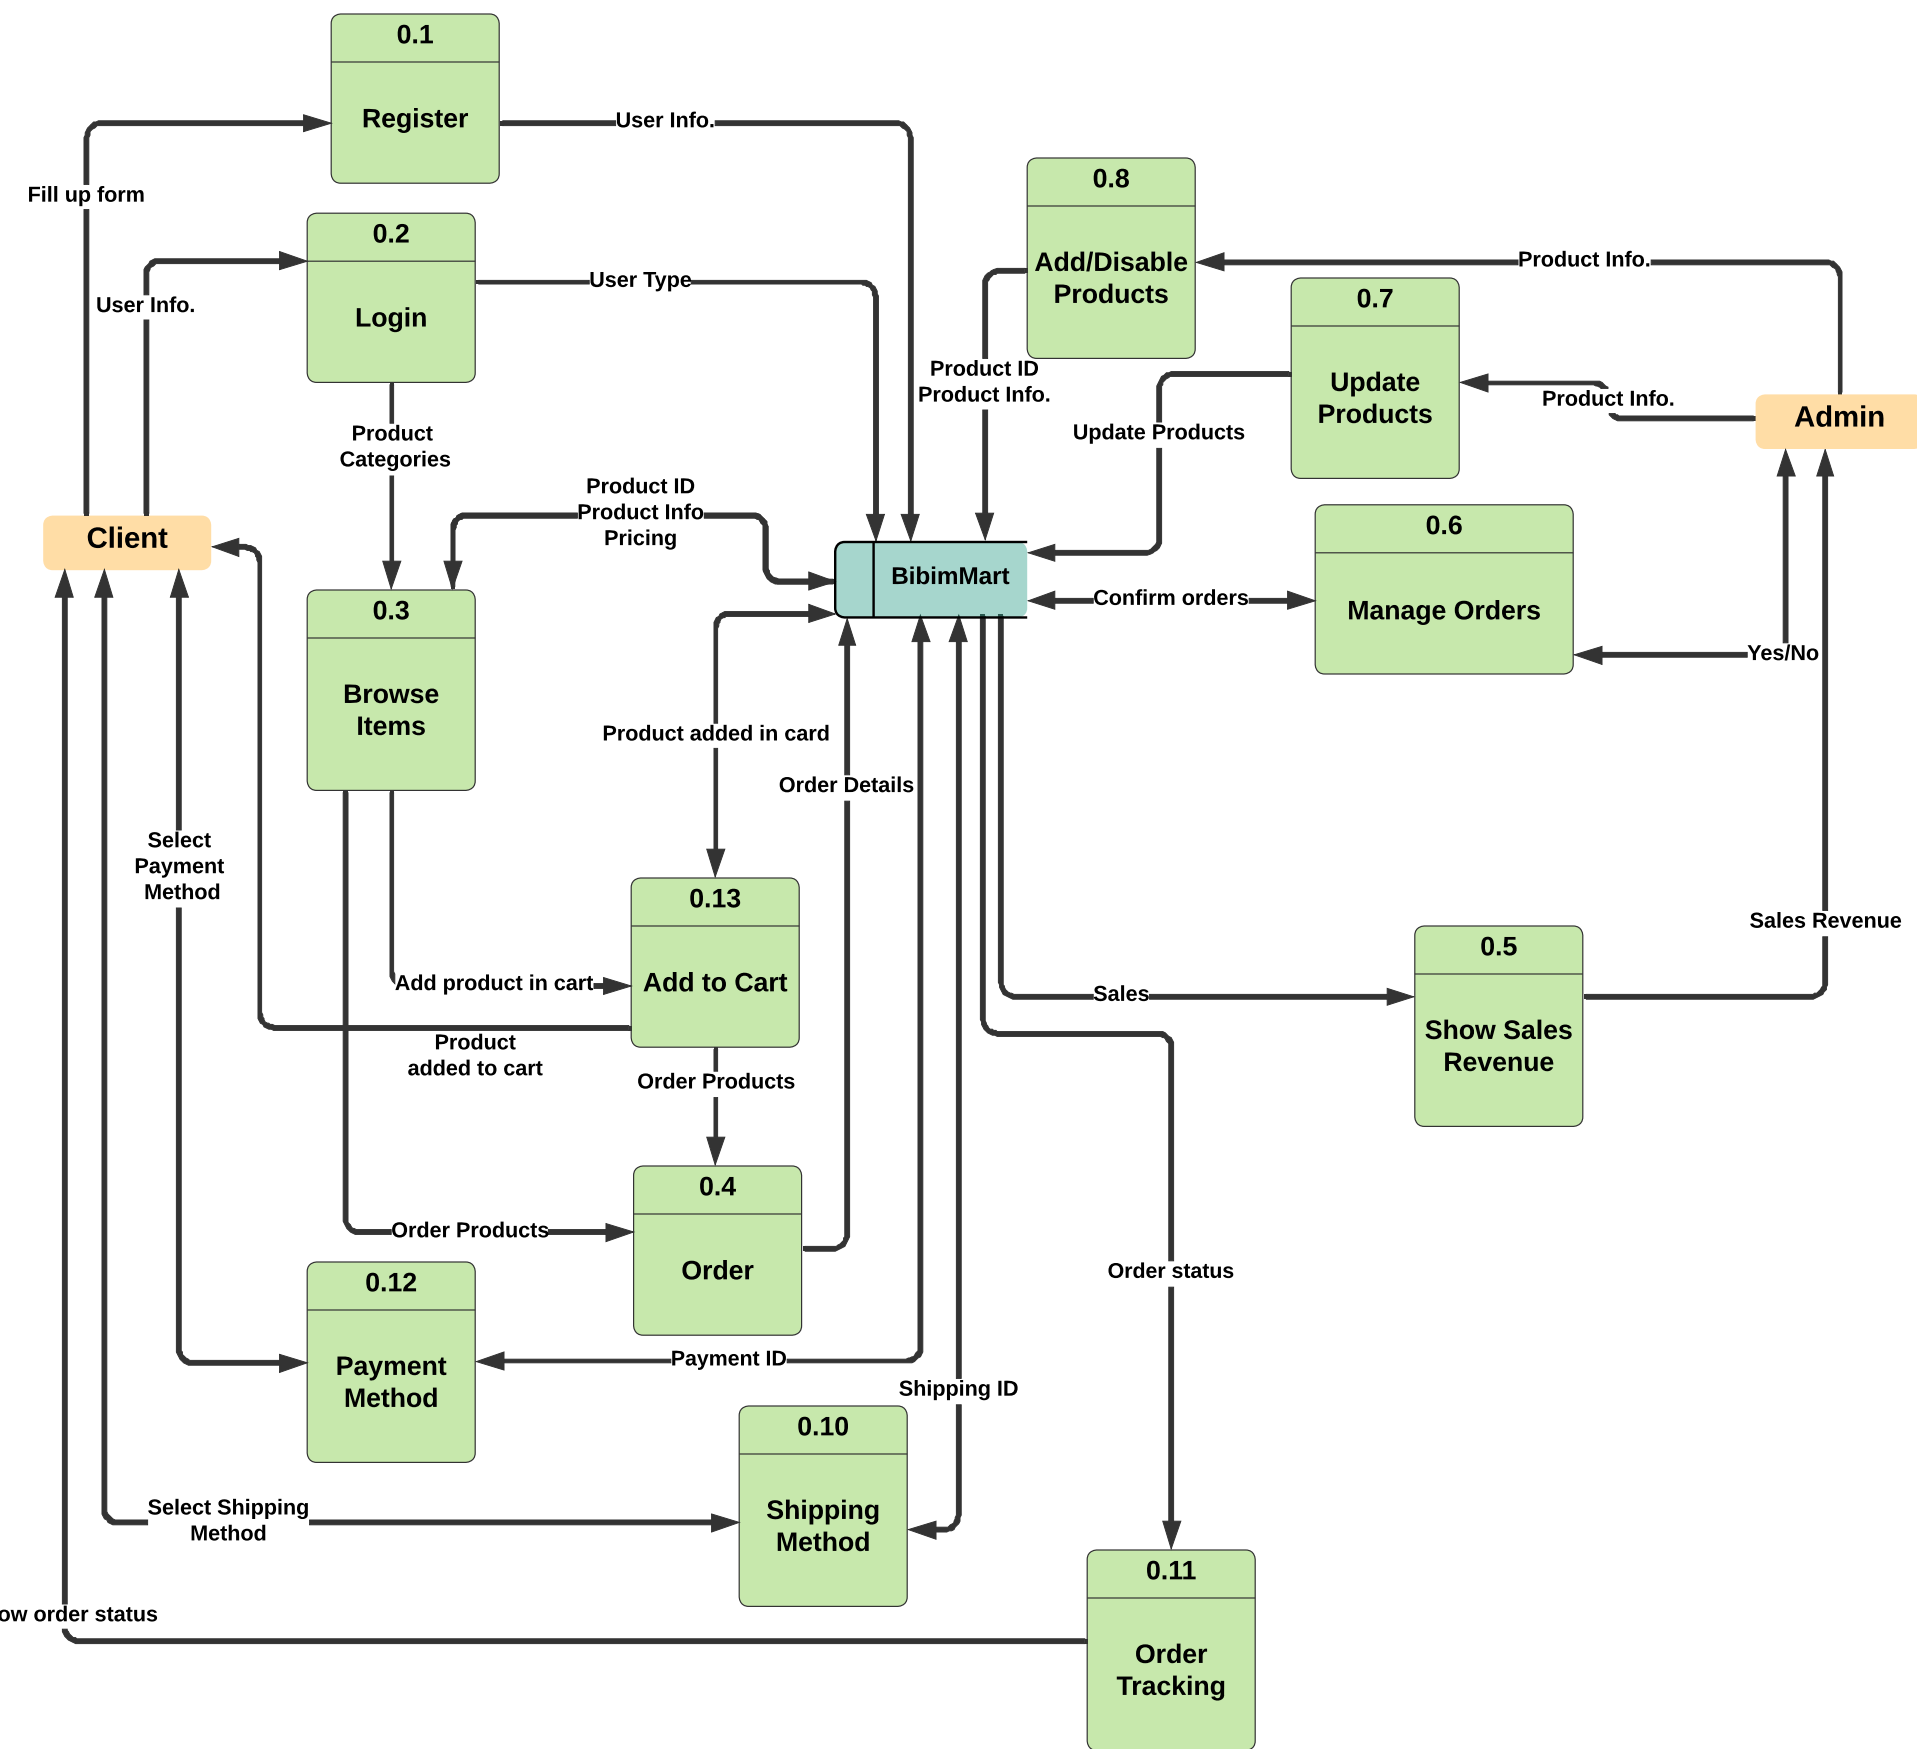 0.1
Register
User Info.
Fill up form
0.8
Add/Disable
Products
0.2
Login
User Type
User Info.
Product Info.
0.7
Update
Products
Product ID
Product Info.
Product Info.
Admin
Update Products
Product
Categories
Product ID
Product Info
Pricing
Client
BibimMart
0.6
Manage Orders
Confirm orders
Yes/No
0.3
Browse
Items
Product added in card
Order Details
Select
Payment
Method
0.13
Add to Cart
Add product in cart
Product
added to cart
Sales
0.5
Show Sales
Revenue
Sales Revenue
Order Products
0.4
Order
Order Products
Order status
0.12
Payment
Method
Payment ID
Shipping ID
0.10
Shipping
Method
Select Shipping
Method
0.11
Order
Tracking
ow order status